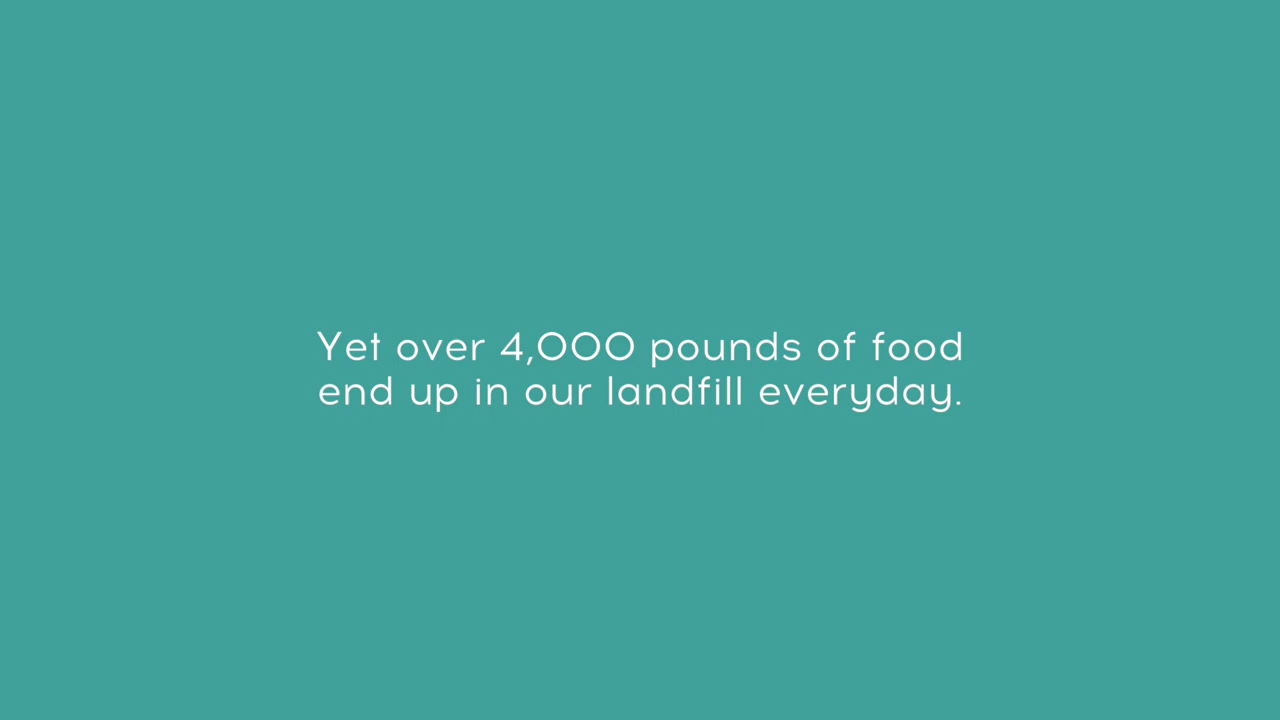 Yet over 4,000 pounds of food
end up in our landfill everyday.